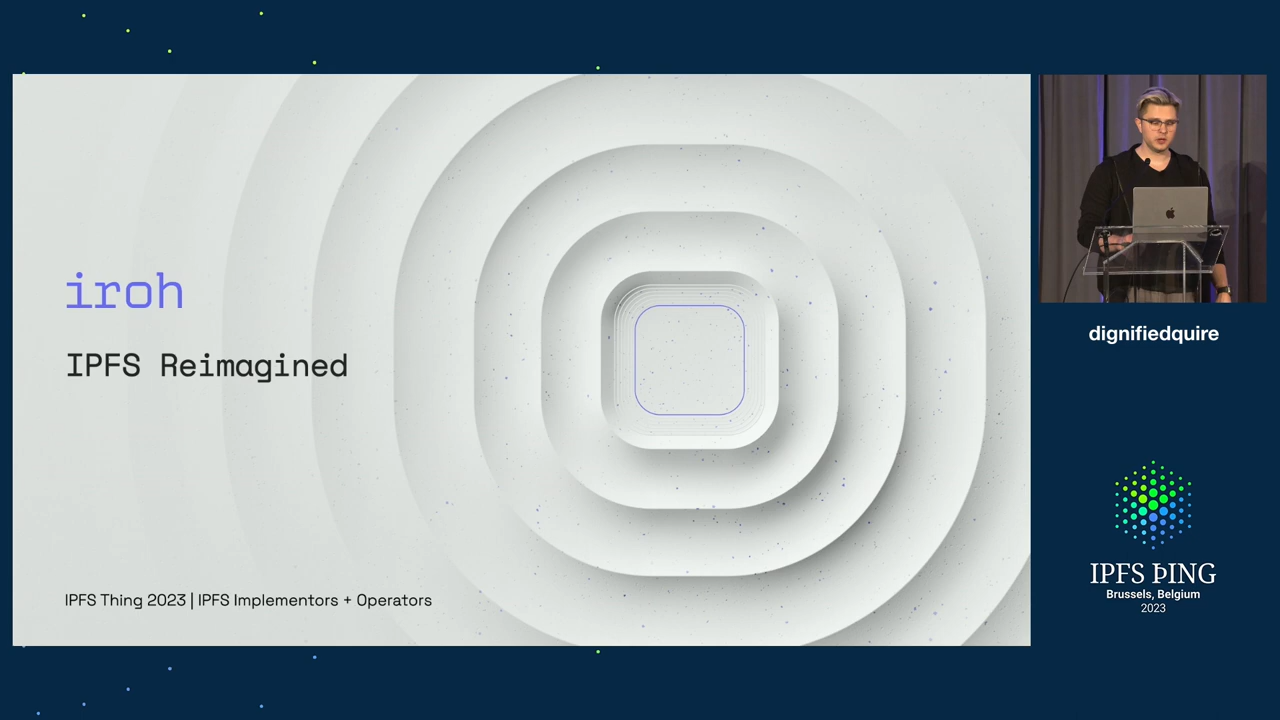 iroh
IPFS Reimagined
IPFS Thing 2023 | IPFS Implementors + Operators
dignifiedquire
IPFS ÞING
Brussels, Belgium
2023